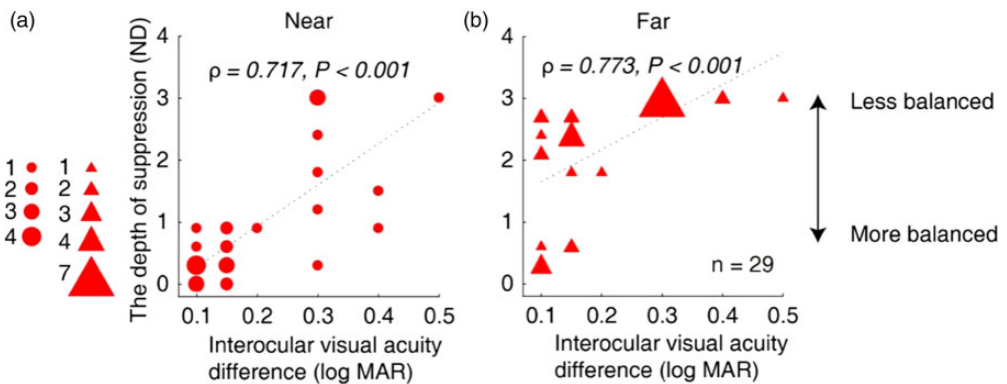 (a)
Near
The depth of suppression (ND)
4
3
2
1
0
ρ = 0.717, P < 0.001
0.1 0.2 0.3 0.4 0.5
Interocular visual acuity
difference (log MAR)
1 1
2 2
3 3
4 4
7
(b)
Far
4
3
2
1
0
ρ = 0.773, P < 0.001
n = 29
0.1 0.2 0.3 0.4 0.5
Interocular visual acuity
difference (log MAR)
Less balanced
More balanced